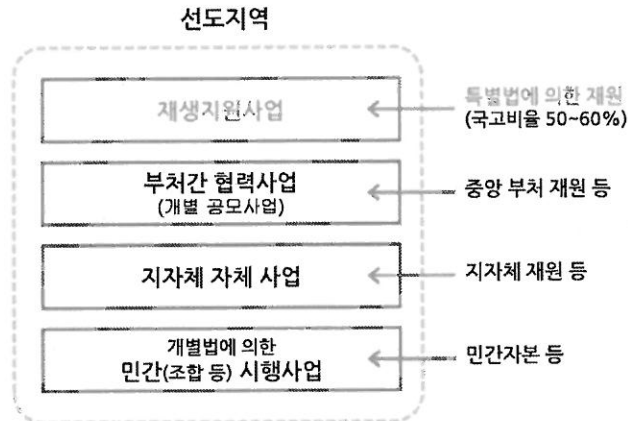 선도지역
재생지원사업
특별법에 의한 재원
(국고비율 50~60%)
부처간 협력사업
(개별 공모사업)
중앙 부처 재원 등
지자체 자체 사업
지자체 재원 등
개별법에 의한
민간(조합 등) 시행사업
민간자본 등